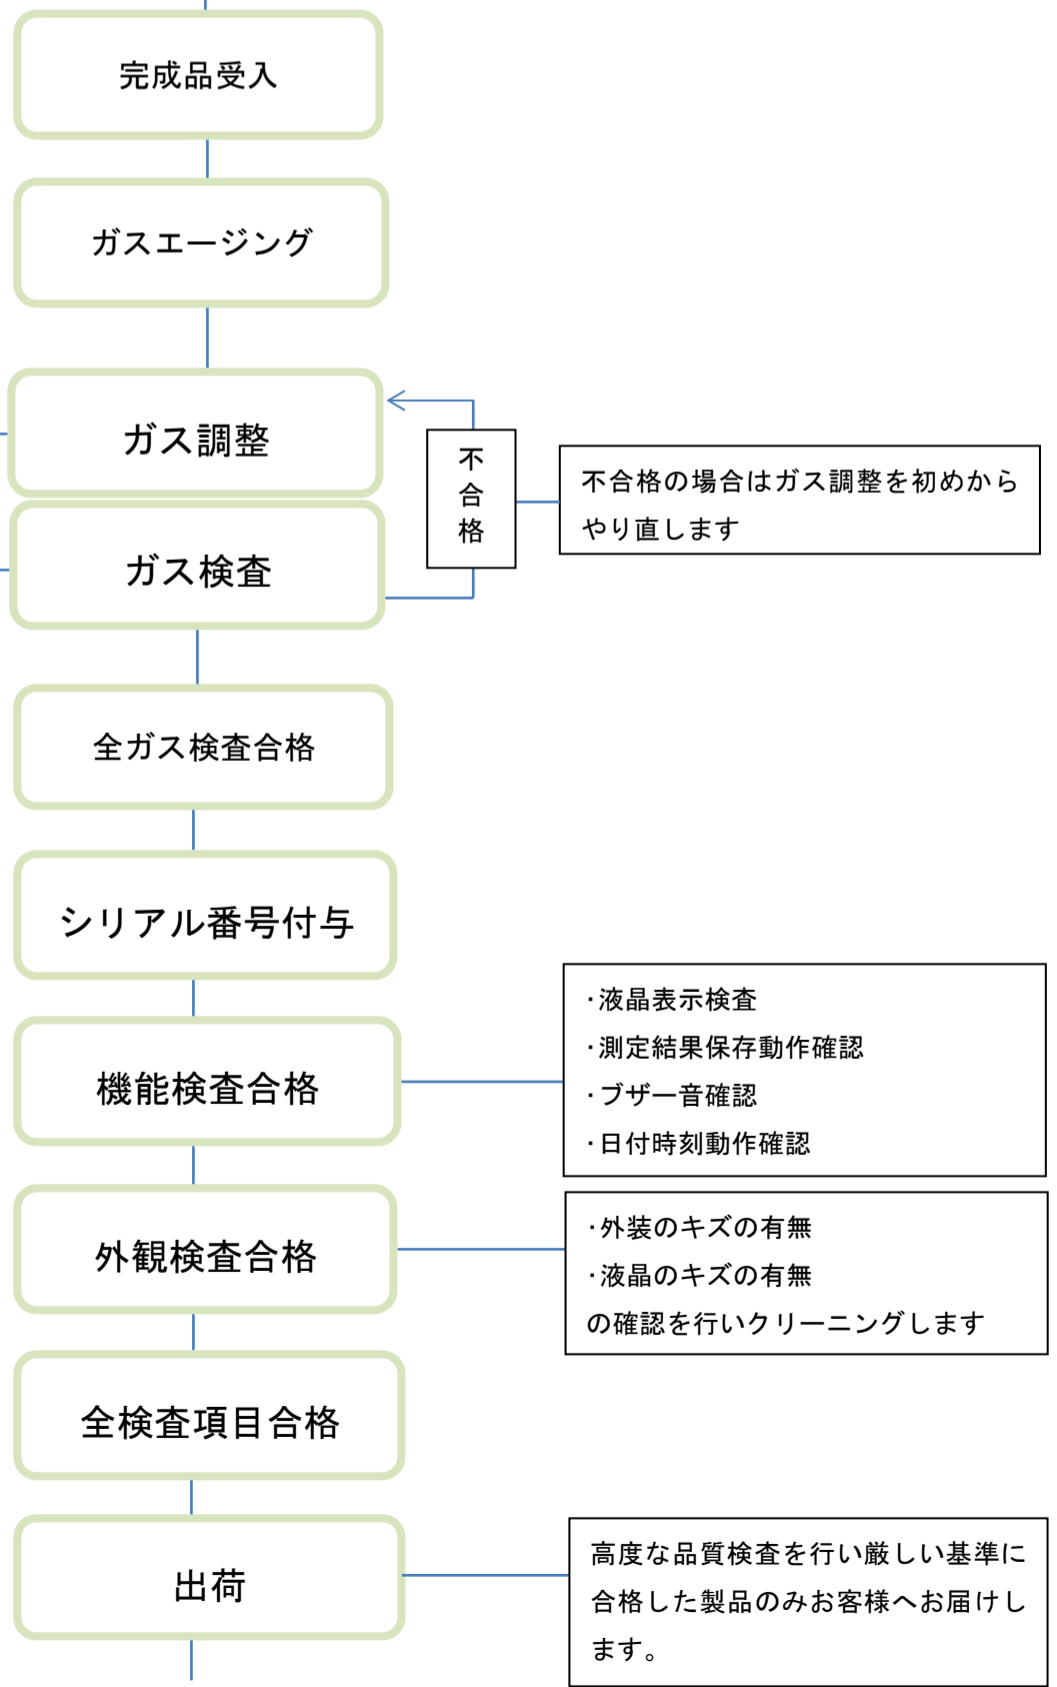 完成品受入
ガスエージング
ガス調整
不合格
不合格の場合はガス調整を初めから
やり直します
ガス検査
全ガス検査合格
シリアル番号付与
機能検査合格
・液晶表示検査
・測定結果保存動作確認
・ブザー音確認
・日付時刻動作確認
外観検査合格
・外装のキズの有無
・液晶のキズの有無
の確認を行いクリーニングします
全検査項目合格
出荷
高度な品質検査を行い厳しい基準に
合格した製品のみお客様へお届けし
ます。